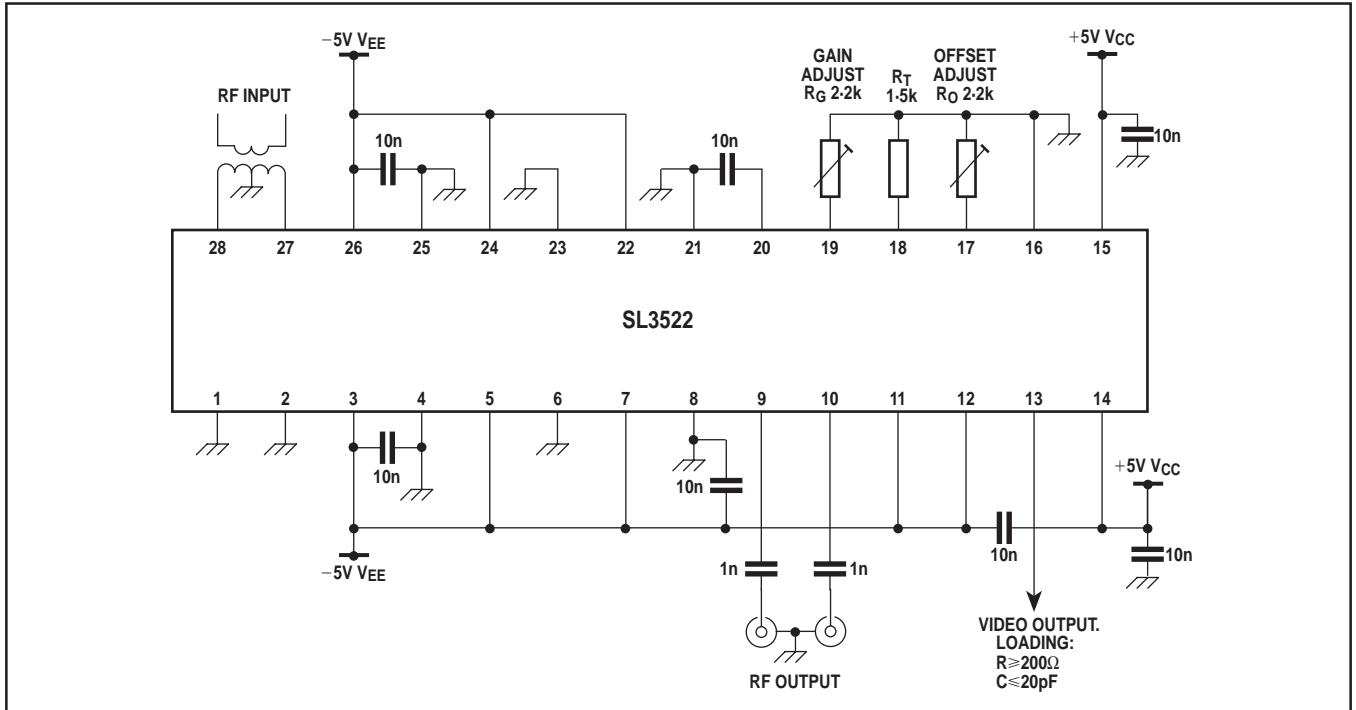 −5V VEE
+5V VCC
RF INPUT
GAIN
ADJUST
RG 2·2k
RT
1·5k
OFFSET
ADJUST
RO 2·2k
10n
10n
10n
28 27 26 25 24 23 22 21 20 19 18 17 16 15
SL3522
1 2 3 4 5 6 7 8 9 10 11 12 13 14
10n
10n
+5V VCC
−5V VEE
1n
1n
10n
10n
RF OUTPUT
VIDEO OUTPUT.
LOADING:
R⩾200Ω
C⩽20pF